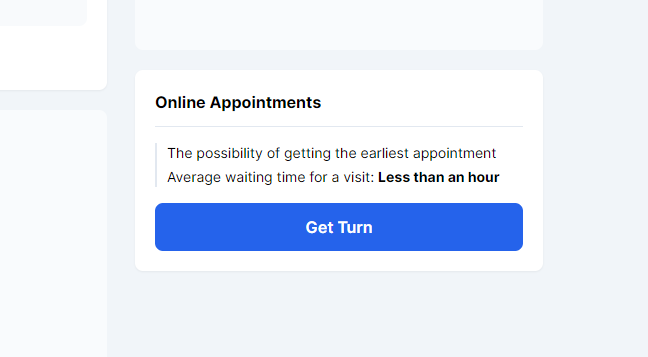 Online Appointments
The possibility of getting the earliest appointment
Average waiting time for a visit: Less than an hour
Get Turn